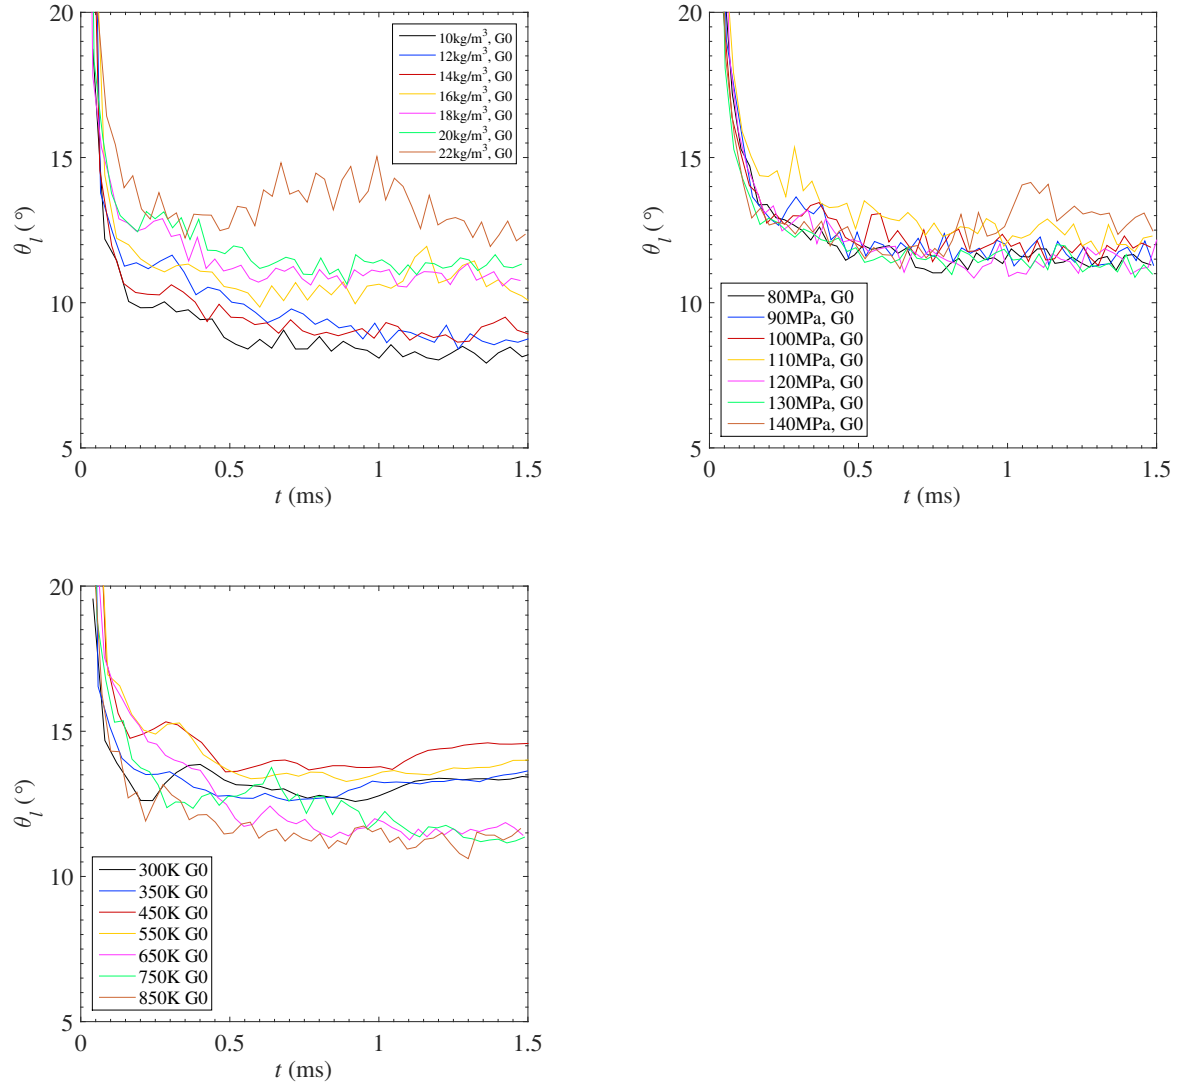 20
15
10
5
θₗ (°)
0
0.5
1
1.5
t (ms)
10kg/m³, G0
12kg/m³, G0
14kg/m³, G0
16kg/m³, G0
18kg/m³, G0
20kg/m³, G0
22kg/m³, G0
20
15
10
5
θₗ (°)
0
0.5
1
1.5
t (ms)
80MPa, G0
90MPa, G0
100MPa, G0
110MPa, G0
120MPa, G0
130MPa, G0
140MPa, G0
20
15
10
5
θₗ (°)
0
0.5
1
1.5
t (ms)
300K G0
350K G0
450K G0
550K G0
650K G0
750K G0
850K G0